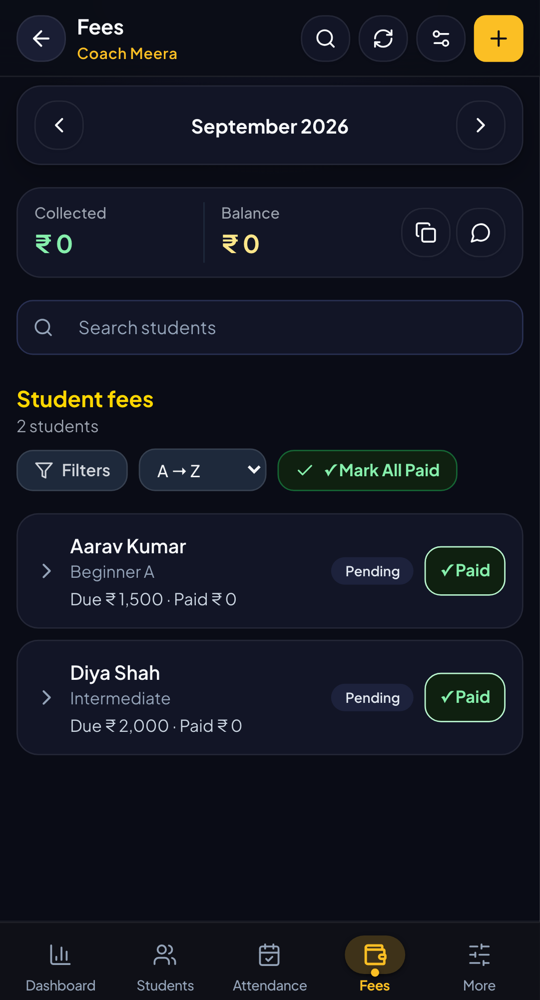 Fees
Coach Meera
September 2026
Collected
₹ 0
Balance
₹ 0
Search students
Student fees
2 students
Filters
A → Z
✓Mark All Paid
Aarav Kumar
Beginner A
Due ₹ 1,500 · Paid ₹ 0
Pending
✓Paid
Diya Shah
Intermediate
Due ₹ 2,000 · Paid ₹ 0
Pending
✓Paid
Dashboard
Students
Attendance
Fees
More